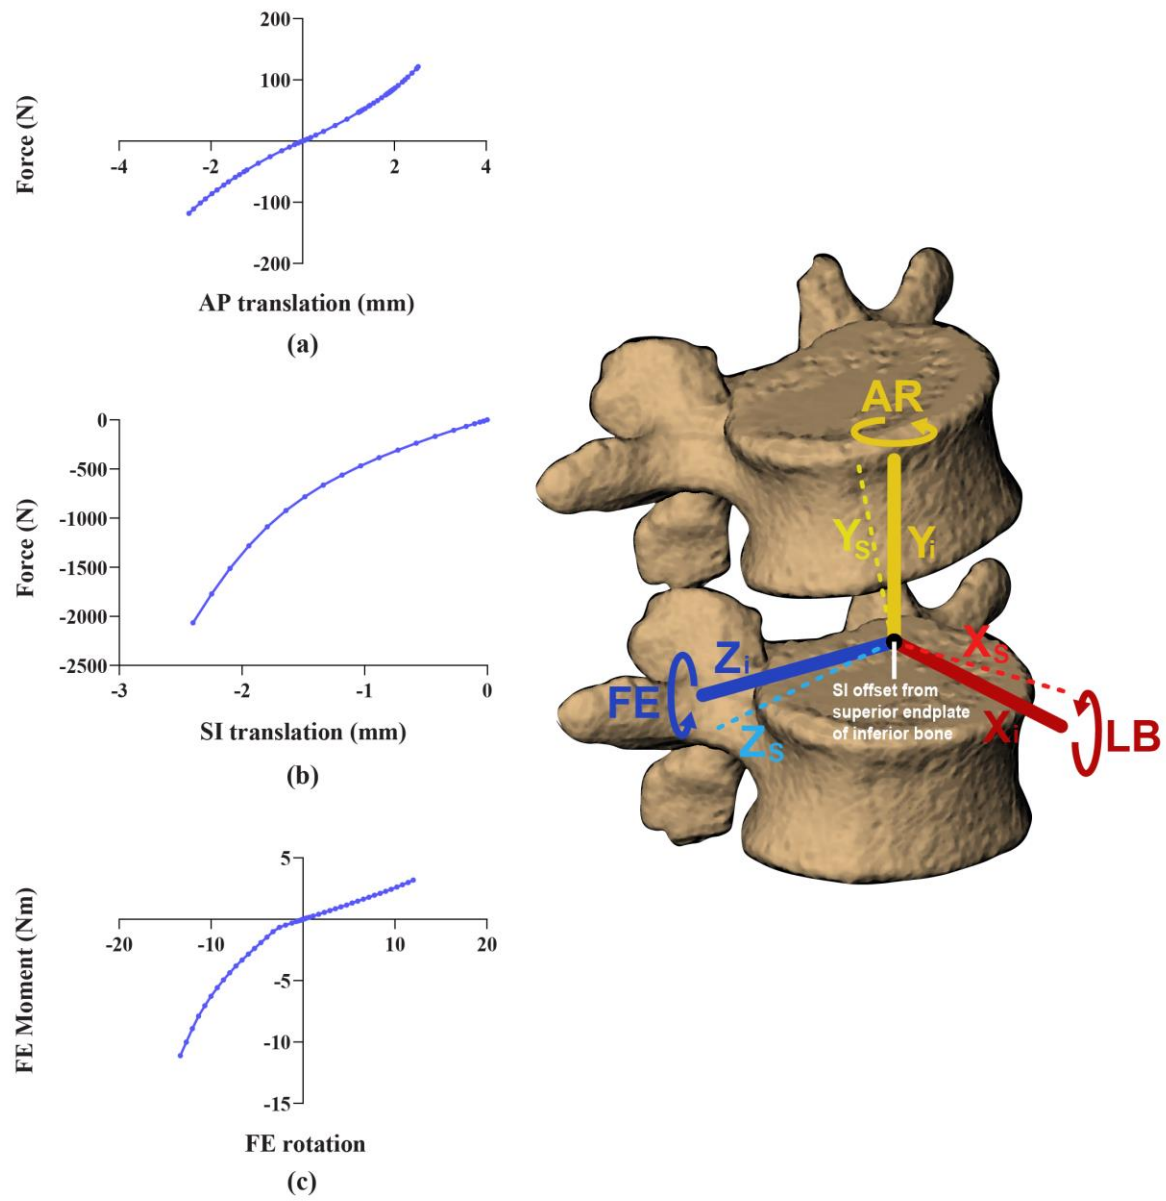 200
100
-4
-2
2
4
-100
-200
Force (N)
AP translation (mm)
(a)
0
-500
-1000
-1500
-2000
-2500
-3
-2
-1
0
Force (N)
SI translation (mm)
(b)
5
-20
-10
10
20
-5
-10
-15
FE Moment (Nm)
FE rotation
(c)
AR
Ys
Yi
Xs
Zi
FE
SI offset from
superior endplate
of inferior bone
Zs
Xi
LB